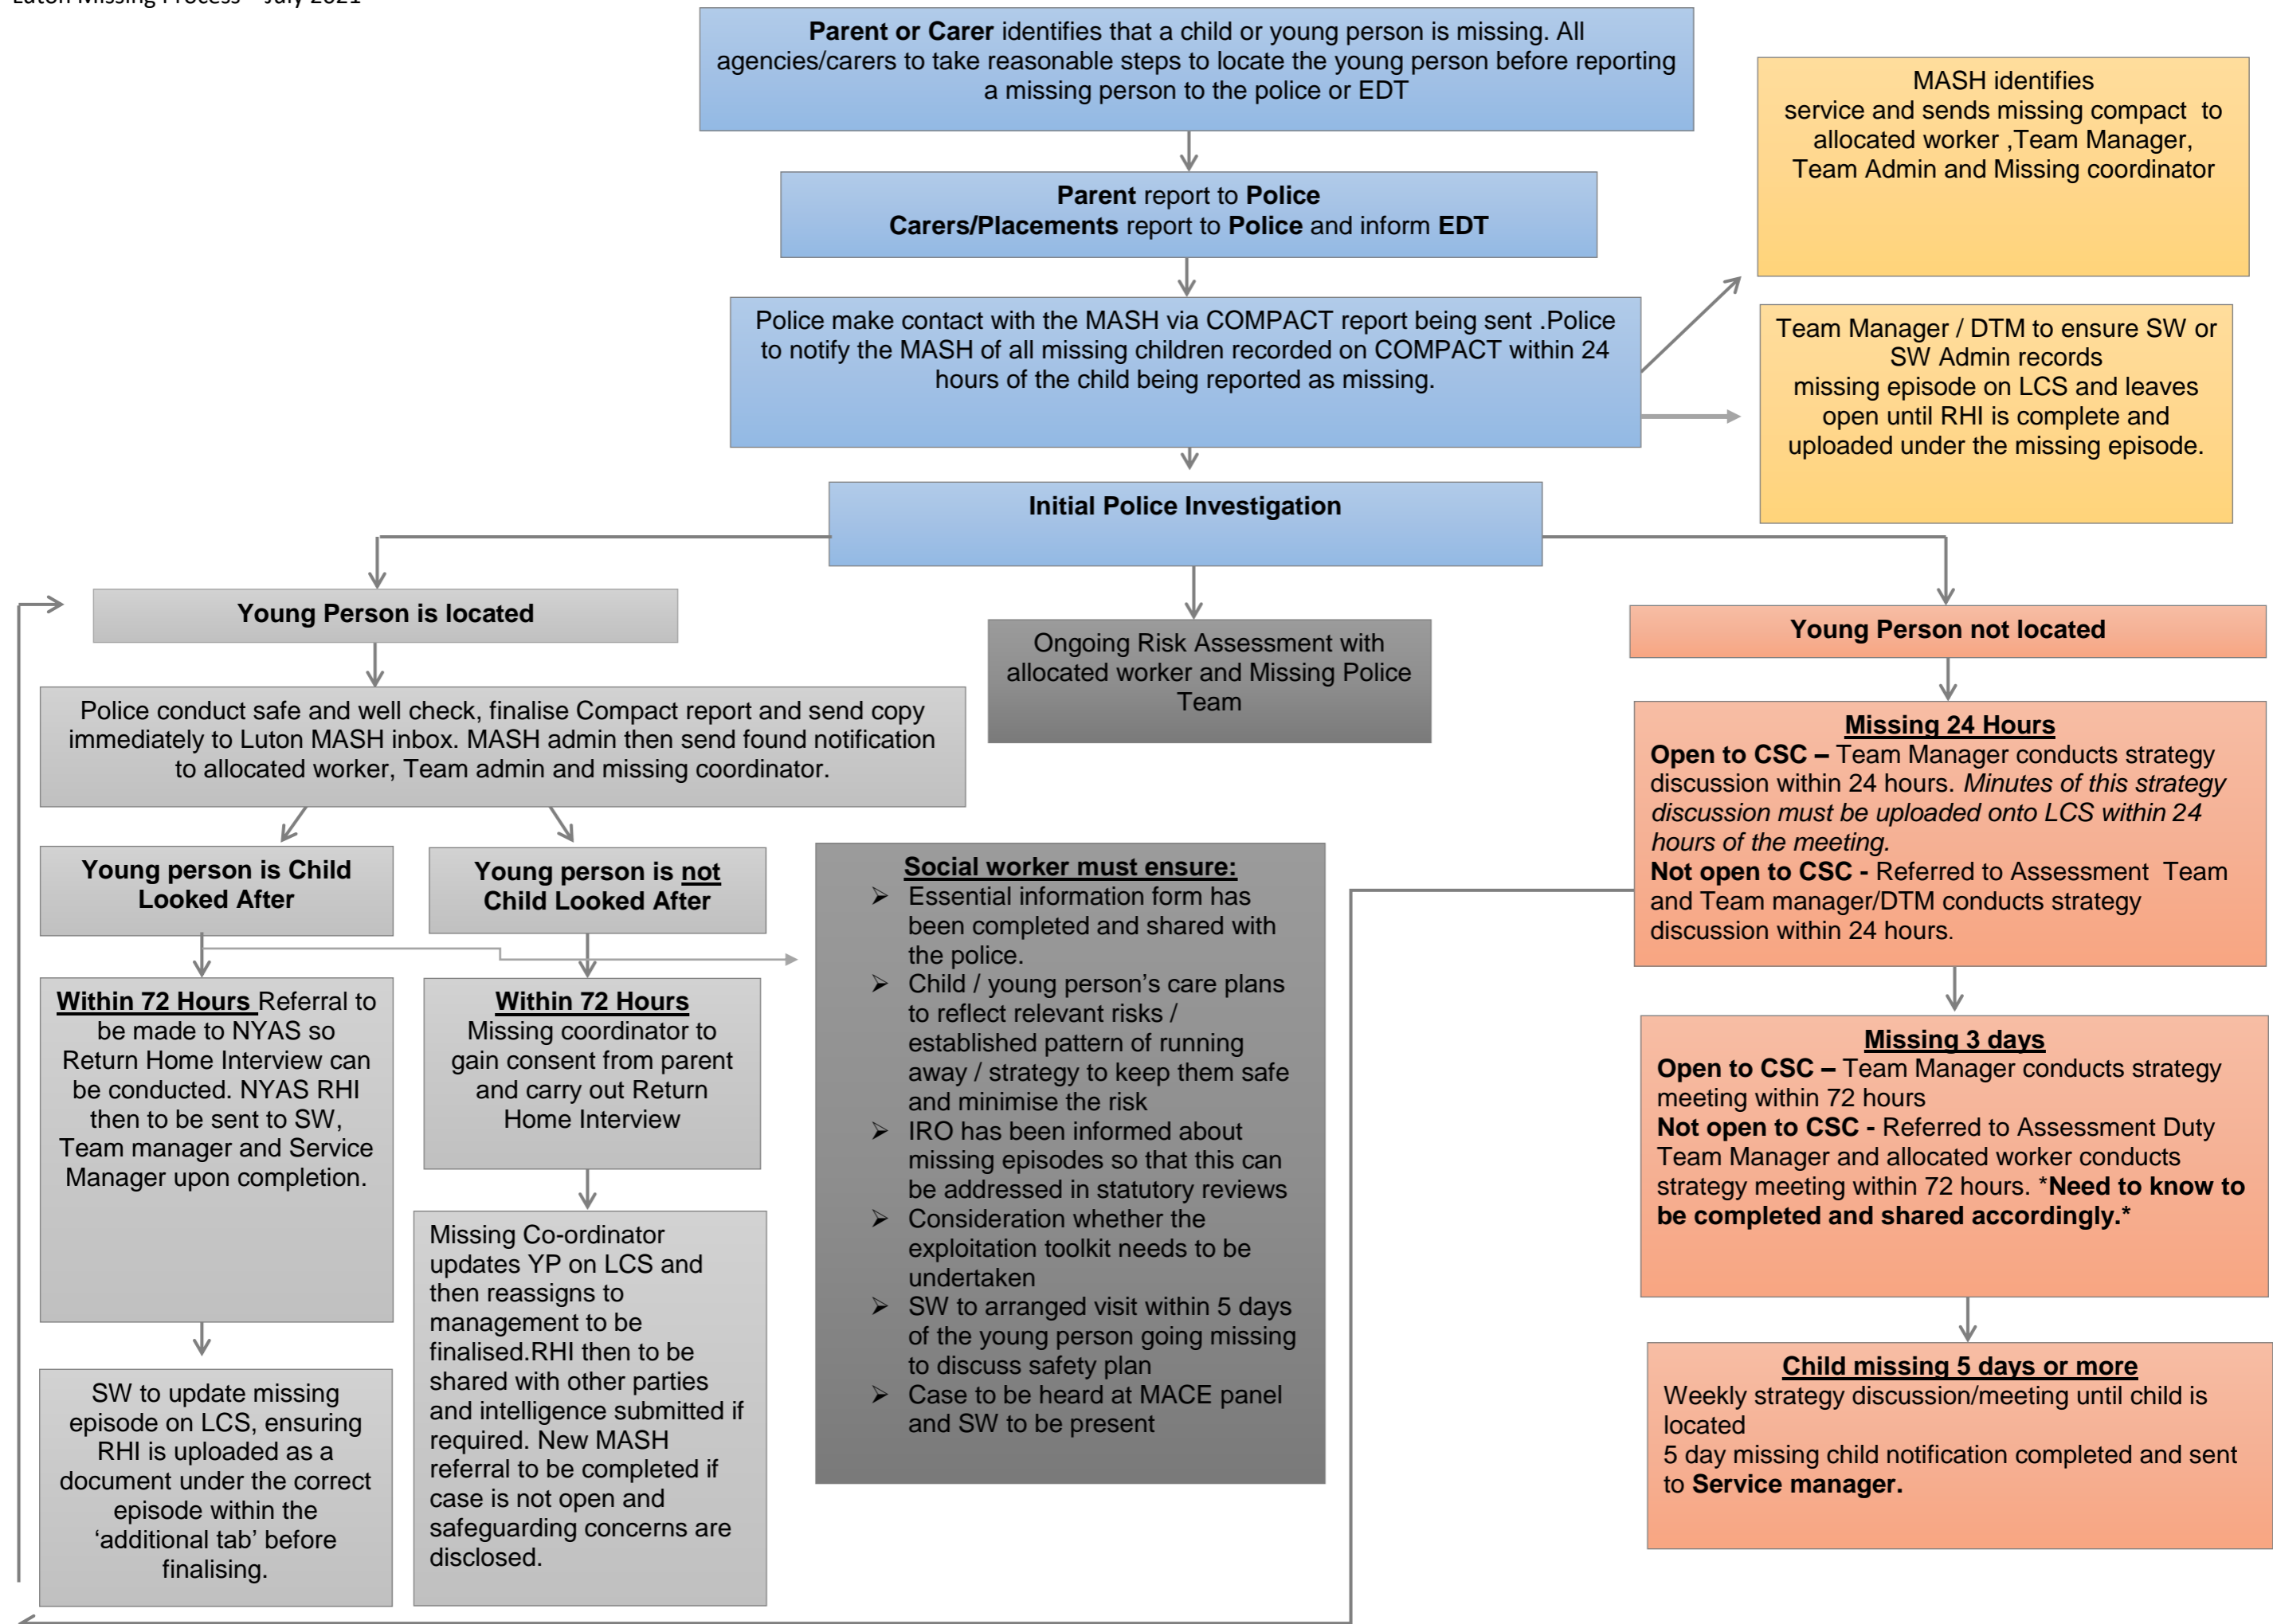 Luton Missing Process – July 2021
Parent or Carer identifies that a child or young person is missing. All
agencies/carers to take reasonable steps to locate the young person before reporting
a missing person to the police or EDT
MASH identifies
service and sends missing compact to
allocated worker ,Team Manager,
Team Admin and Missing coordinator
Parent report to Police
Carers/Placements report to Police and inform EDT
Police make contact with the MASH via COMPACT report being sent .Police
to notify the MASH of all missing children recorded on COMPACT within 24
hours of the child being reported as missing.
Team Manager / DTM to ensure SW or
SW Admin records
missing episode on LCS and leaves
open until RHI is complete and
uploaded under the missing episode.
Initial Police Investigation
Young Person is located
Ongoing Risk Assessment with
allocated worker and Missing Police
Team
Young Person not located
Police conduct safe and well check, finalise Compact report and send copy
immediately to Luton MASH inbox. MASH admin then send found notification
to allocated worker, Team admin and missing coordinator.
Young person is Child
Looked After
Young person is not
Child Looked After
Within 72 Hours Referral to
be made to NYAS so
Return Home Interview can
be conducted. NYAS RHI
then to be sent to SW,
Team manager and Service
Manager upon completion.
SW to update missing
episode on LCS, ensuring
RHI is uploaded as a
document under the correct
episode within the
‘additional tab’ before
finalising.
Within 72 Hours
Missing coordinator to
gain consent from parent
and carry out Return
Home Interview
Missing Co-ordinator
updates YP on LCS and
then reassigns to
management to be
finalised.RHI then to be
shared with other parties
and intelligence submitted if
required. New MASH
referral to be completed if
case is not open and
safeguarding concerns are
disclosed.
Social worker must ensure:
➢ Essential information form has
been completed and shared with
the police.
➢ Child / young person’s care plans
to reflect relevant risks /
established pattern of running
away / strategy to keep them safe
and minimise the risk
➢ IRO has been informed about
missing episodes so that this can
be addressed in statutory reviews
➢ Consideration whether the
exploitation toolkit needs to be
undertaken
➢ SW to arranged visit within 5 days
of the young person going missing
to discuss safety plan
➢ Case to be heard at MACE panel
and SW to be present
Missing 24 Hours
Open to CSC – Team Manager conducts strategy
discussion within 24 hours. Minutes of this strategy
discussion must be uploaded onto LCS within 24
hours of the meeting.
Not open to CSC - Referred to Assessment Team
and Team manager/DTM conducts strategy
discussion within 24 hours.
Missing 3 days
Open to CSC – Team Manager conducts strategy
meeting within 72 hours
Not open to CSC - Referred to Assessment Duty
Team Manager and allocated worker conducts
strategy meeting within 72 hours. *Need to know to
be completed and shared accordingly.*
Child missing 5 days or more
Weekly strategy discussion/meeting until child is
located
5 day missing child notification completed and sent
to Service manager.